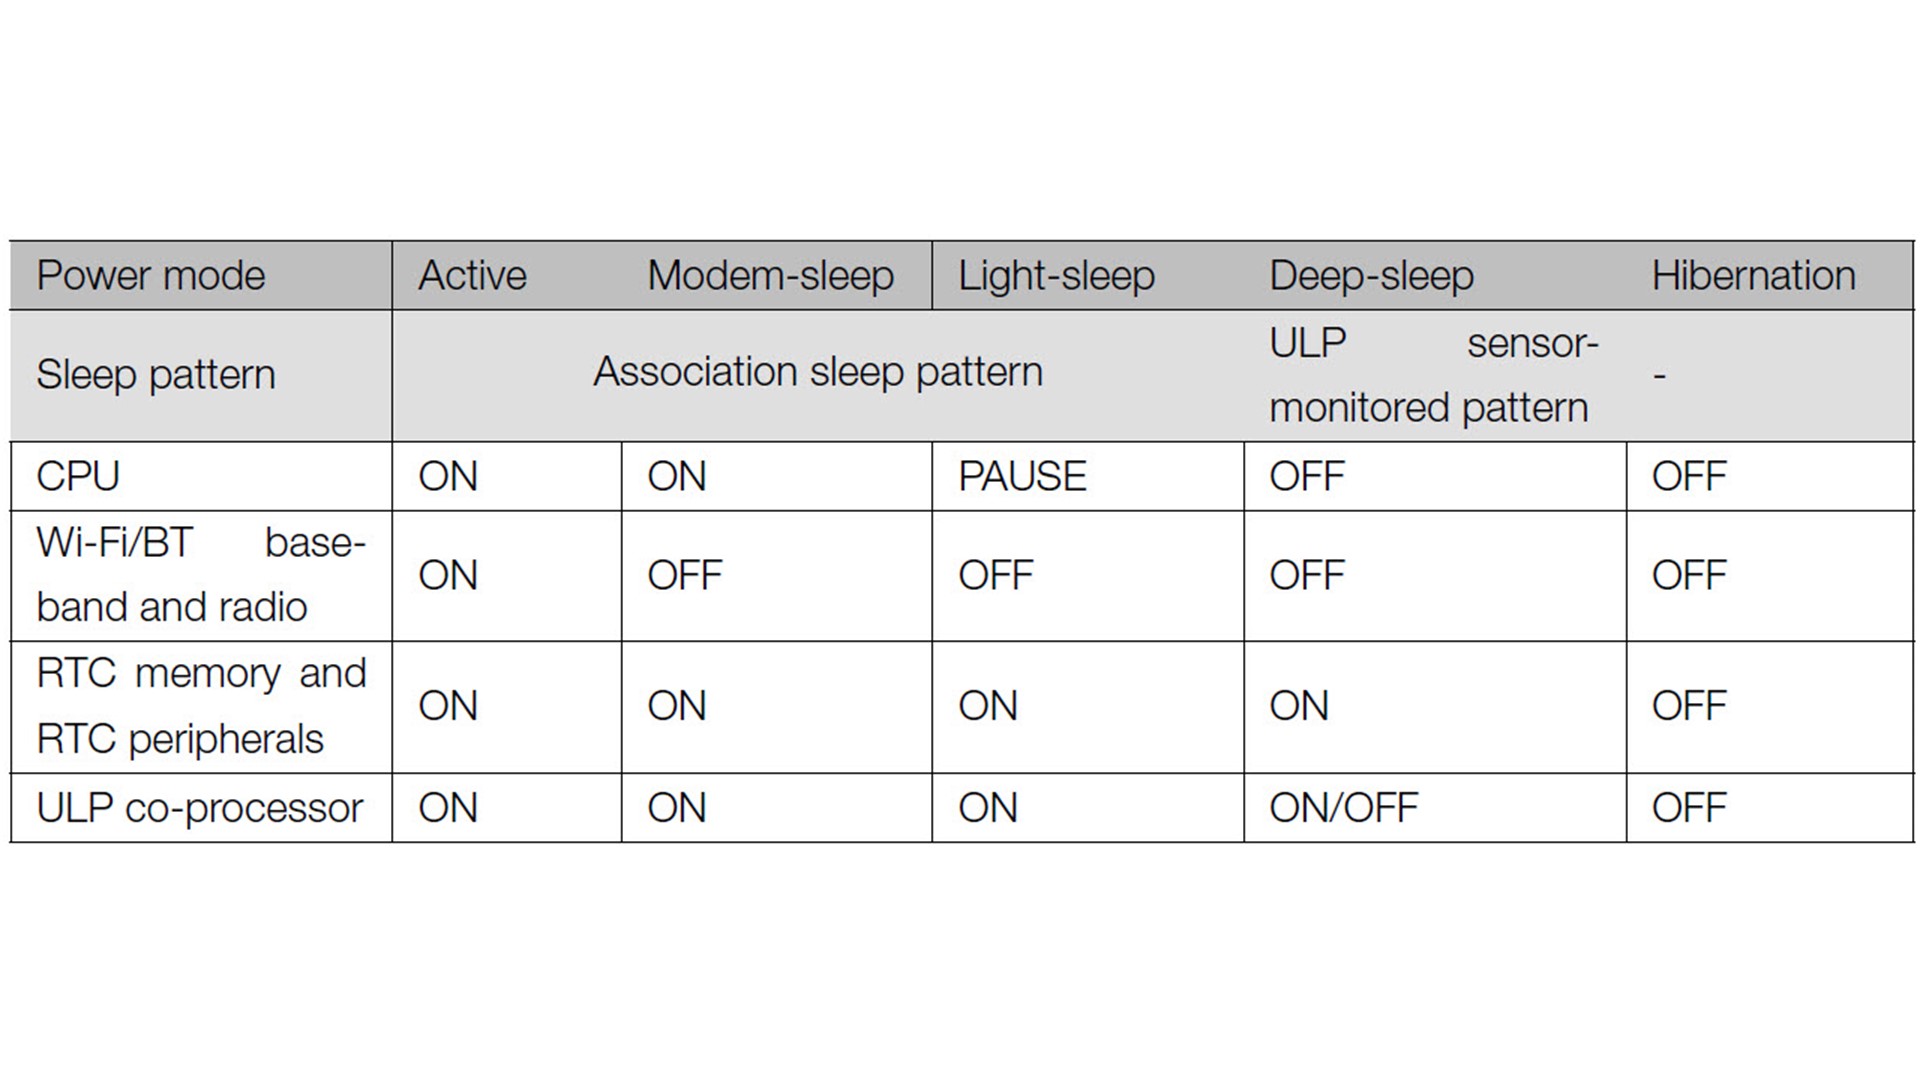 Power mode Active Modem-sleep Light-sleep Deep-sleep Hibernation
Sleep pattern Association sleep pattern ULP sensor-
monitored pattern -
CPU ON ON PAUSE OFF OFF
Wi-Fi/BT base-
band and radio ON OFF OFF OFF OFF
RTC memory and
RTC peripherals ON ON ON ON OFF
ULP co-processor ON ON ON ON/OFF OFF